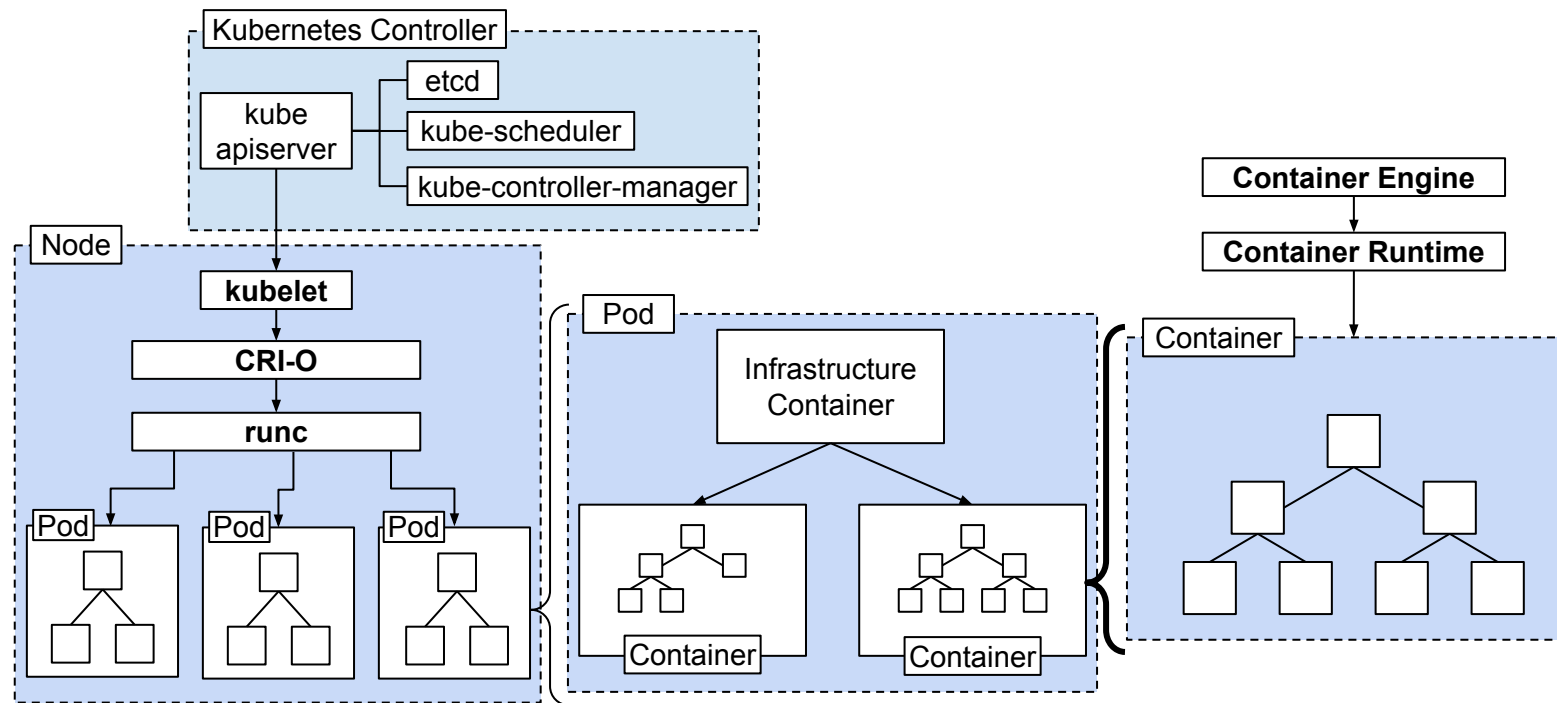 Kubernetes Controller
etcd
kube
apiserver
kube-scheduler
kube-controller-manager
Node
kubelet
CRI-O
runc
Pod
Pod
Pod
Pod
Infrastructure
Container
Container
Container
Container Engine
Container Runtime
Container